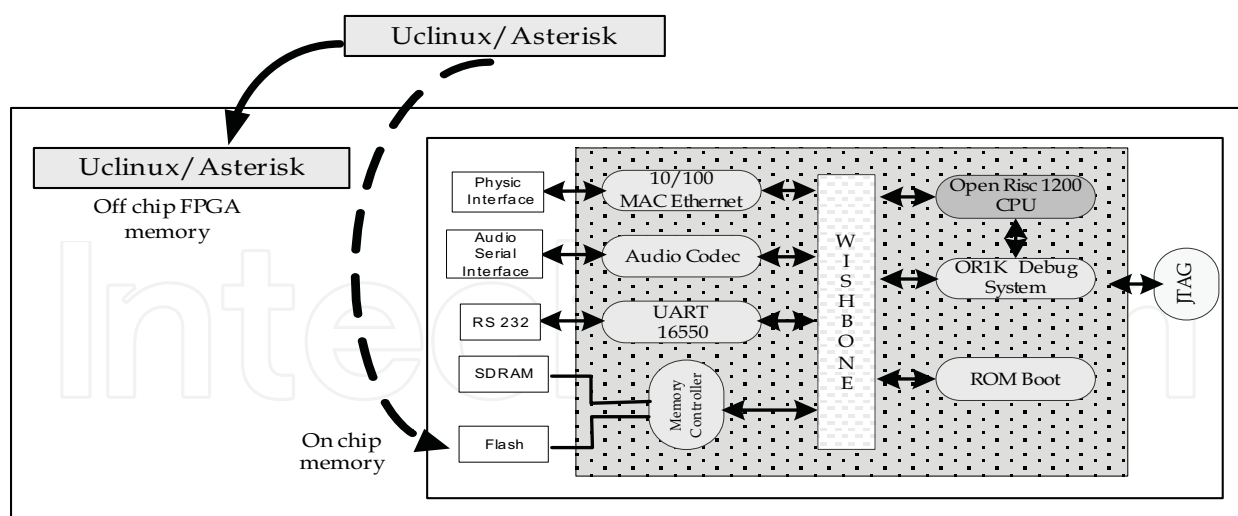 Uclinux/Asterisk
Uclinux/Asterisk
Off chip FPGA
memory
On chip
memory
Physic
Interface
Audio
Serial
Interface
RS 232
SDRAM
Flash
10/100
MAC Ethernet
Audio Codec
UART
16550
Memory
Controller
WISHBONE
Open Risc 1200
CPU
OR1K Debug
System
ROM Boot
JTAG